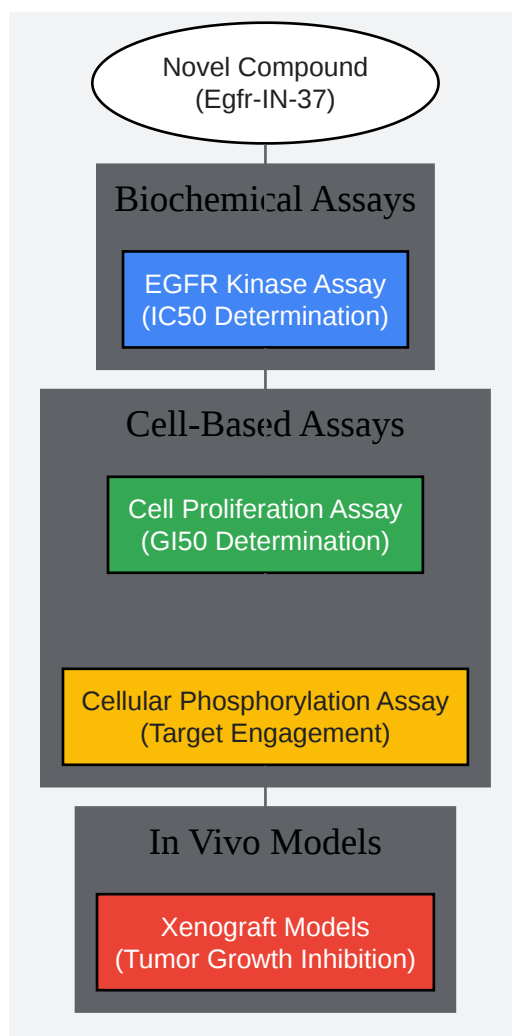 Novel Compound
(Egfr-IN-37)
Biochemical Assays
EGFR Kinase Assay
(IC50 Determination)
Cell-Based Assays
Cell Proliferation Assay
(GI50 Determination)
Cellular Phosphorylation Assay
(Target Engagement)
In Vivo Models
Xenograft Models
(Tumor Growth Inhibition)